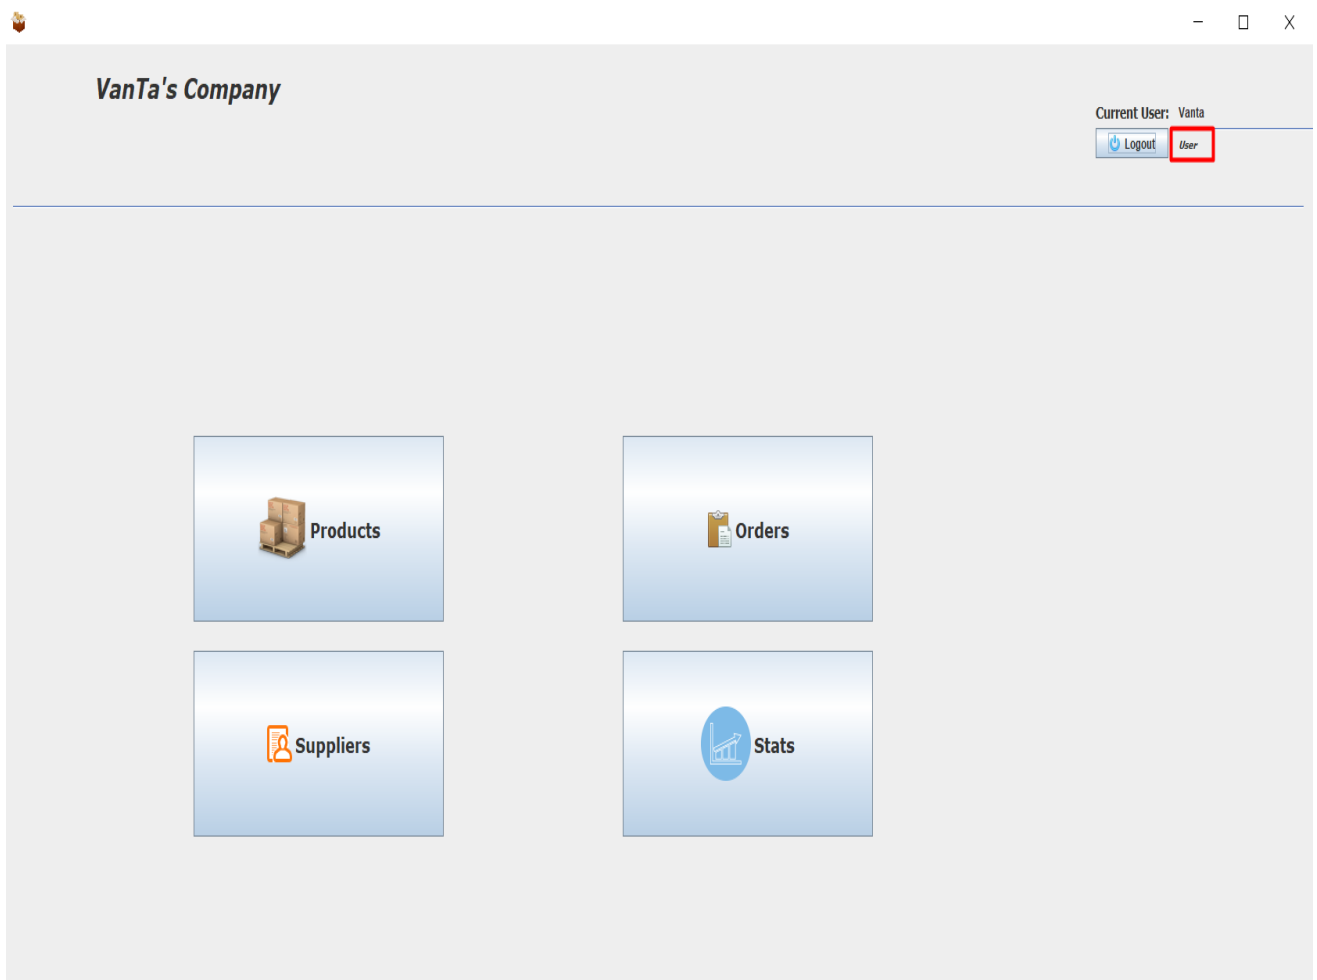 VanTa's Company
Current User: Vanta
Logout User
Products
Orders
Suppliers
Stats